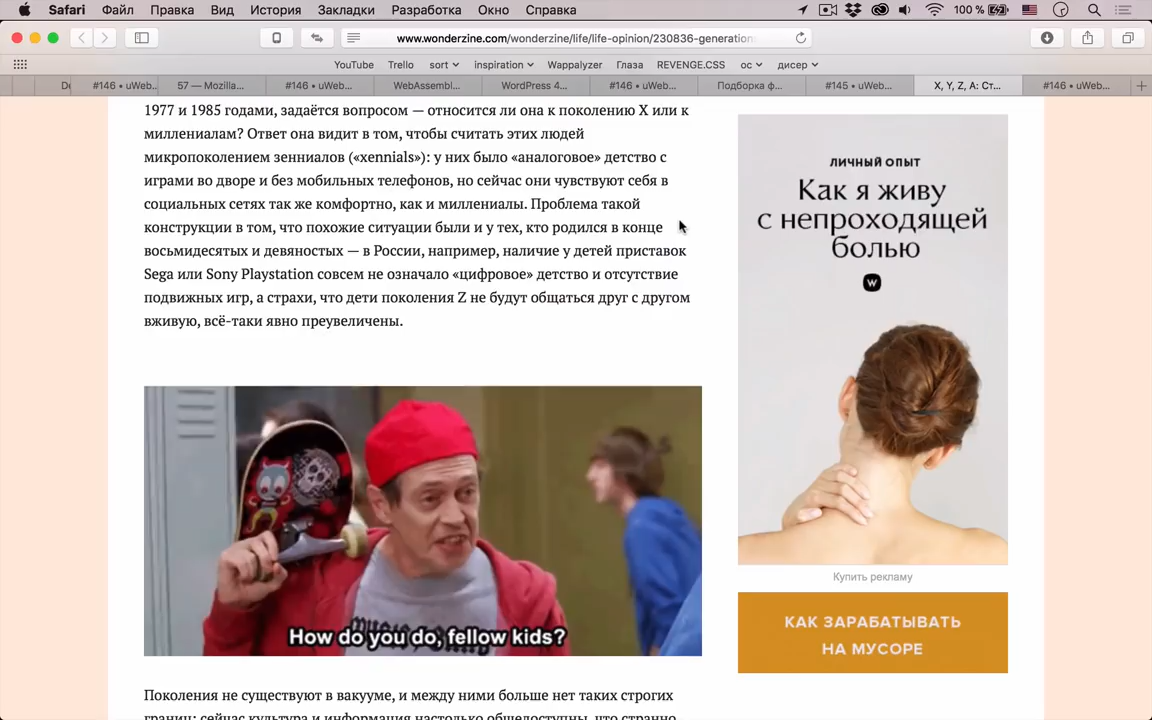 Safari Файл Правка Вид История Закладки Разработка Окно Справка 100 %
www.wonderzine.com/wonderzine/life/life-opinion/230836-generation
YouTube Trello sort inspiration Wappalyzer Глаза REVENGE.CSS ос дисер
#146 • uWeb... 57 — Mozilla... #146 • uWeb... WebAssembl... WordPress 4... #146 • uWeb... Подборка ф... #145 • uWeb... X, Y, Z, A: Ст... #146 • uWeb...
1977 и 1985 годами, задаётся вопросом — относится ли она к поколению X или к
миллениалам? Ответ она видит в том, чтобы считать этих людей
микропоколением зенниалов («xennials»): у них было «аналоговое» детство с
играми во дворе и без мобильных телефонов, но сейчас они чувствуют себя в
социальных сетях так же комфортно, как и миллениалы. Проблема такой
конструкции в том, что похожие ситуации были и у тех, кто родился в конце
восьмидесятых и девяностых — в России, например, наличие у детей приставок
Sega или Sony Playstation совсем не означало «цифровое» детство и отсутствие
подвижных игр, а страхи, что дети поколения Z не будут общаться друг с другом
вживую, всё-таки явно преувеличены.
How do you do, fellow kids?
Поколения не существуют в вакууме, и между ними больше нет таких строгих
границ: сейчас культура и информация настолько общедоступны, что странно
ЛИЧНЫЙ ОПЫТ
Как я живу
с непроходящей
болью
W
Купить рекламу
КАК ЗАРАБАТЫВАТЬ
НА МУСОРЕ